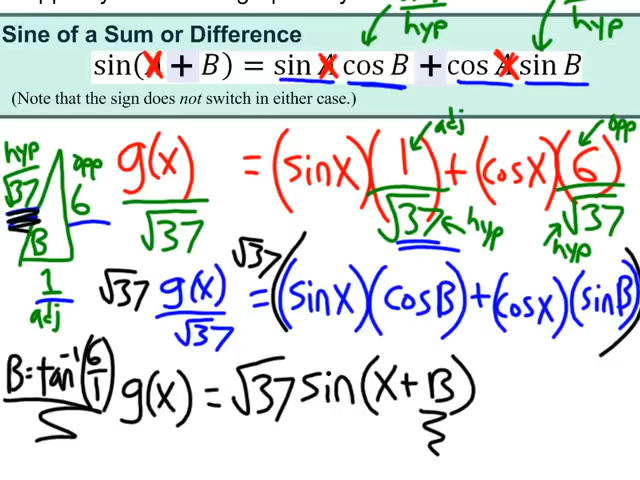 hyp hyp
Sine of a Sum or Difference
sin(X + B) = sin X cos B + cos X sin B
(Note that the sign does not switch in either case.)
hyp √37 opp 6 B 1 adj
g(x)/√37 = (sin x)(1/√37) + (cos x)(6/√37)
adj opp hyp hyp
√37 g(x)/√37 = √37 ((sin x)(cos B) + (cos x)(sin B))
B = tan⁻¹(6/1) g(x) = √37 sin(x + B)